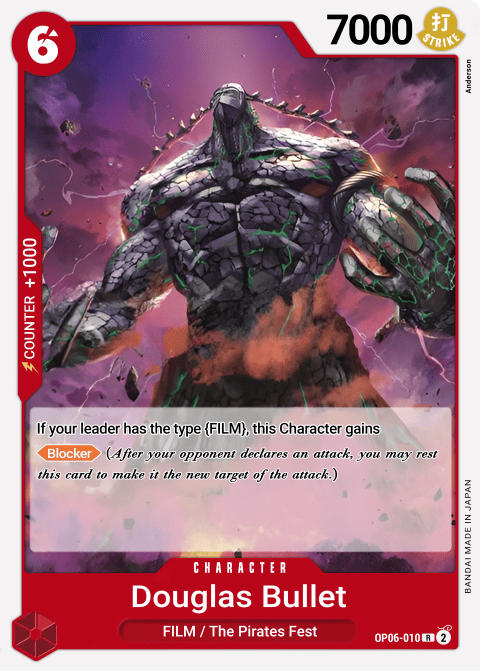 6
7000
打
STRIKE
Anderson
COUNTER +1000
If your leader has the type {FILM}, this Character gains
Blocker (After your opponent declares an attack, you may rest
this card to make it the new target of the attack.)
BANDAI MADE IN JAPAN
CHARACTER
Douglas Bullet
FILM / The Pirates Fest
OP06-010 R 2